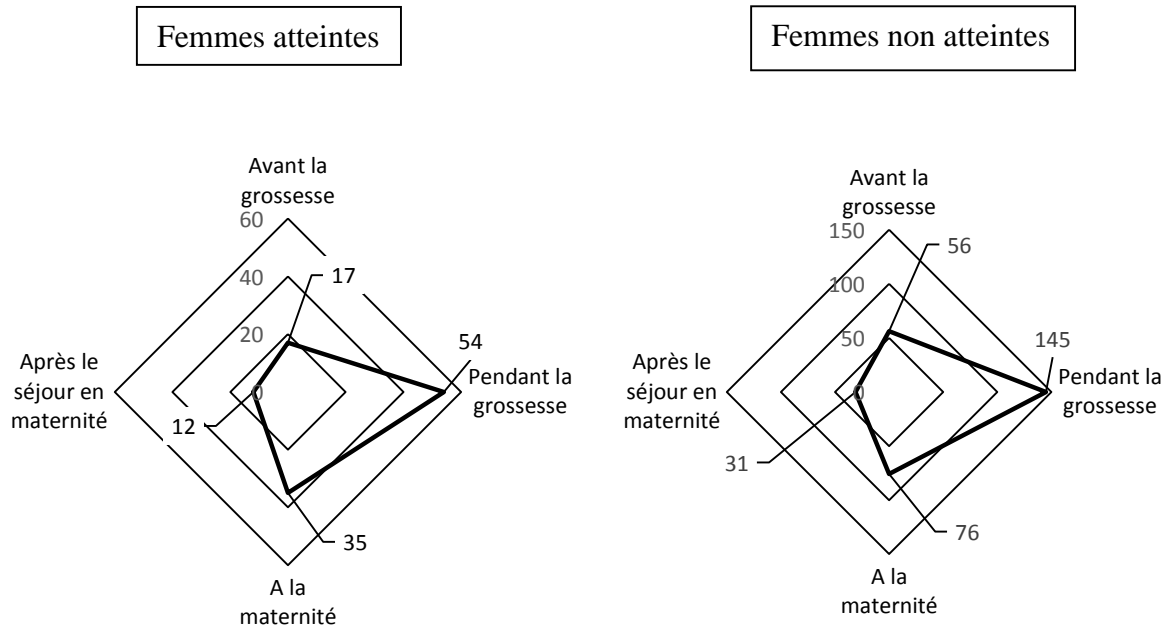 Femmes atteintes
Avant la
grossesse
60
40
20
0
17
54
Pendant la
grossesse
35
A la
maternité
12
Après le
séjour en
maternité
Femmes non atteintes
Avant la
grossesse
150
100
50
0
56
145
Pendant la
grossesse
76
A la
maternité
31
Après le
séjour en
maternité